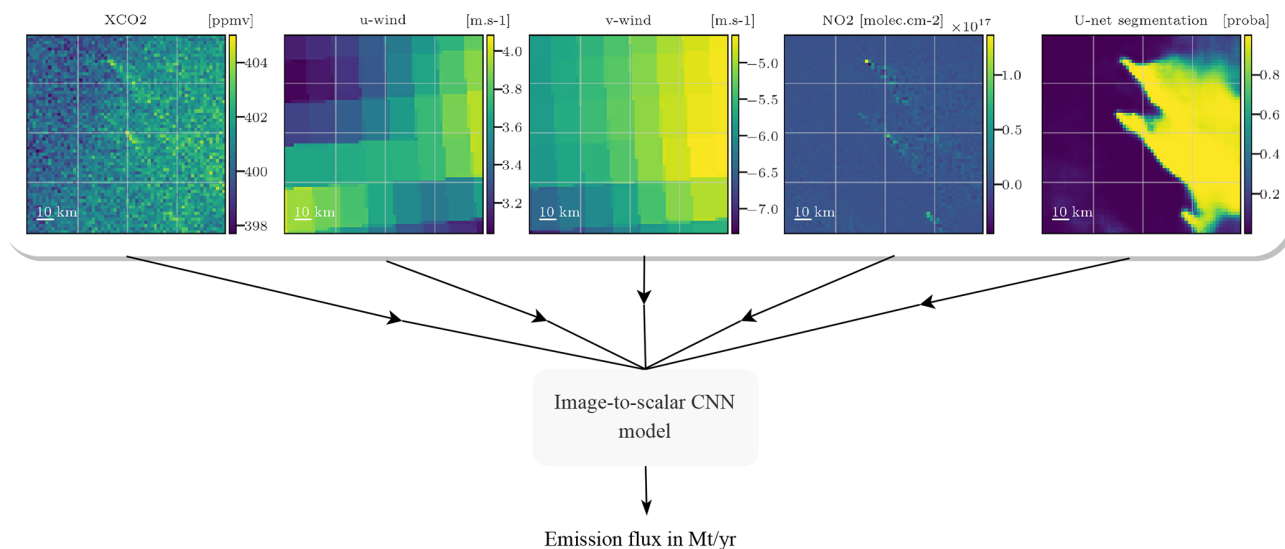 XCO2 [ppmv]
u-wind [m.s-1]
v-wind [m.s-1]
NO2 [molec.cm-2] ×10¹⁷
U-net segmentation [proba]
404
402
400
398
10 km
4.0
3.8
3.6
3.4
3.2
10 km
−5.0
−5.5
−6.0
−6.5
−7.0
10 km
1.0
0.5
0.0
10 km
0.8
0.6
0.4
0.2
10 km
Image-to-scalar CNN
model
Emission flux in Mt/yr